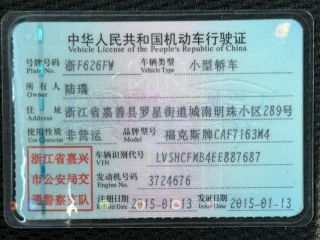 中华人民共和国机动车行驶证
Vehicle License of the People's Republic of China
号牌号码 浙F626FW 车辆类型 小型轿车
Plate No. Vehicle Type
所有人 陆瑞
Owner
住址 浙江省嘉善县罗星街道城南明珠小区289号
Address
使用性质 非营运 品牌型号 福克斯牌CAF7163M4
Use Character Model
浙江省嘉兴市公安局交通警察支队
车辆识别代号 LVSHCFMB4EE887687
VIN
发动机号码 3724676
Engine No.
注册日期 2015-01-13 发证日期 2015-01-13
Register Date Issue Date